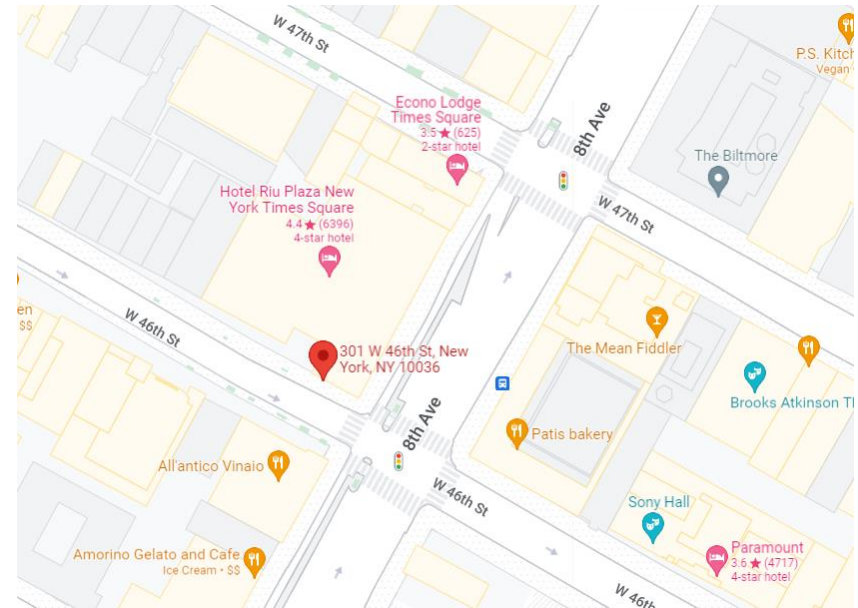 W 47th St
P.S. Kitch
Vegan
Econo Lodge
Times Square
3.5★(625)
2-star hotel
8th Ave
The Biltmore
Hotel Riu Plaza New
York Times Square
4.4★(6396)
4-star hotel
W 47th St
en
$$
W 46th St
301 W 46th St, New
York, NY 10036
The Mean Fiddler
Brooks Atkinson Tl
8th Ave
Patis bakery
All'antico Vinaio
W 46th St
Sony Hall
Amorino Gelato and Cafe
Ice Cream • $$
Paramount
3.6★(4717)
4-star hotel
W 46th